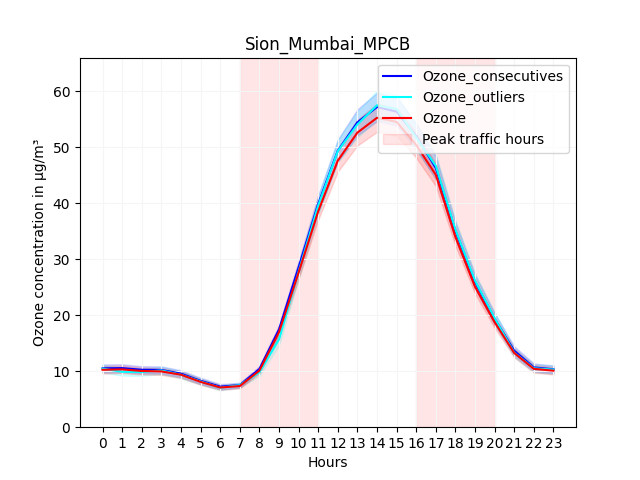 Sion_Mumbai_MPCB
Ozone_consecutives
Ozone_outliers
Ozone
Peak traffic hours
Ozone concentration in µg/m³
60
50
40
30
20
10
0
0 1 2 3 4 5 6 7 8 9 10 11 12 13 14 15 16 17 18 19 20 21 22 23
Hours